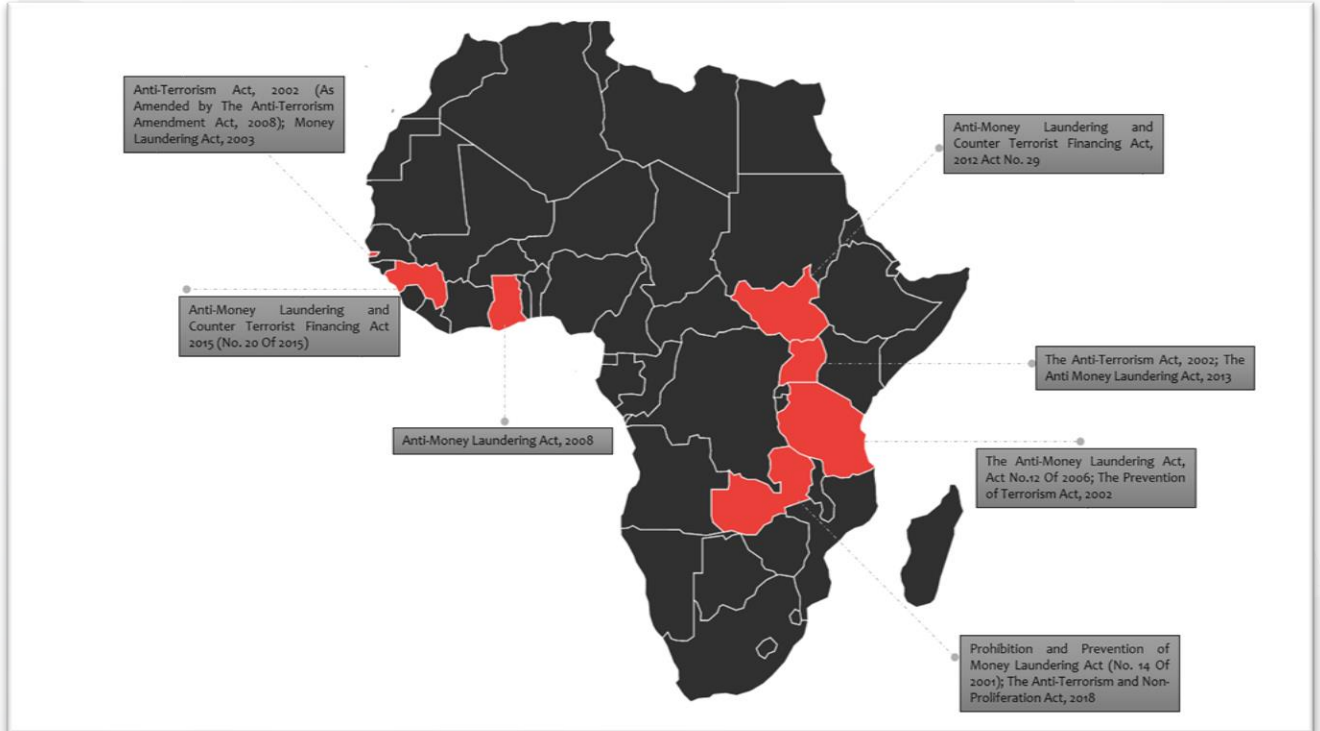 Anti-Terrorism Act, 2002 (As
Amended by The Anti-Terrorism
Amendment Act, 2008); Money
Laundering Act, 2003
Anti-Money Laundering and
Counter Terrorist Financing Act,
2012 Act No. 29
Anti-Money Laundering and
Counter Terrorist Financing Act
2015 (No. 20 Of 2015)
The Anti-Terrorism Act, 2002; The
Anti Money Laundering Act, 2013
Anti-Money Laundering Act, 2008
The Anti-Money Laundering Act,
Act No.12 Of 2006; The Prevention
of Terrorism Act, 2002
Prohibition and Prevention of
Money Laundering Act (No. 14 Of
2001); The Anti-Terrorism and Non-
Proliferation Act, 2018